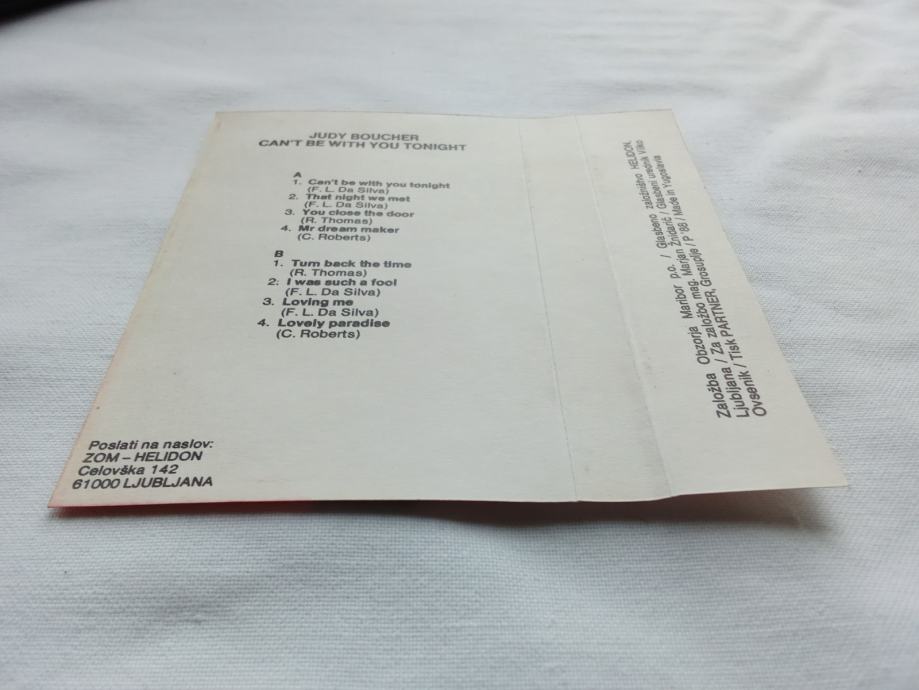 JUDY BOUCHER
CAN'T BE WITH YOU TONIGHT
A
1. Can't be with you tonight
(F. L. Da Silva)
2. That night we met
(F. L. Da Silva)
3. You close the door
(R. Thomas)
4. Mr dream maker
(C. Roberts)
B
1. Turn back the time
(R. Thomas)
2. I was such a fool
(F. L. Da Silva)
3. Loving me
(F. L. Da Silva)
4. Lovely paradise
(C. Roberts)
Poslati na naslov:
ZOM – HELIDON
Celovška 142
61000 LJUBLJANA
Založba Obzorja Maribor p.o. / Glasbeno založništvo HELIDON,
Ljubljana / Za založbo mag. Marjan Žnidarič / Glasbeni urednik Vilko
Ovsenik / Tisk PARTNER, Grosuplje / P '88 / Made in Yugoslavia